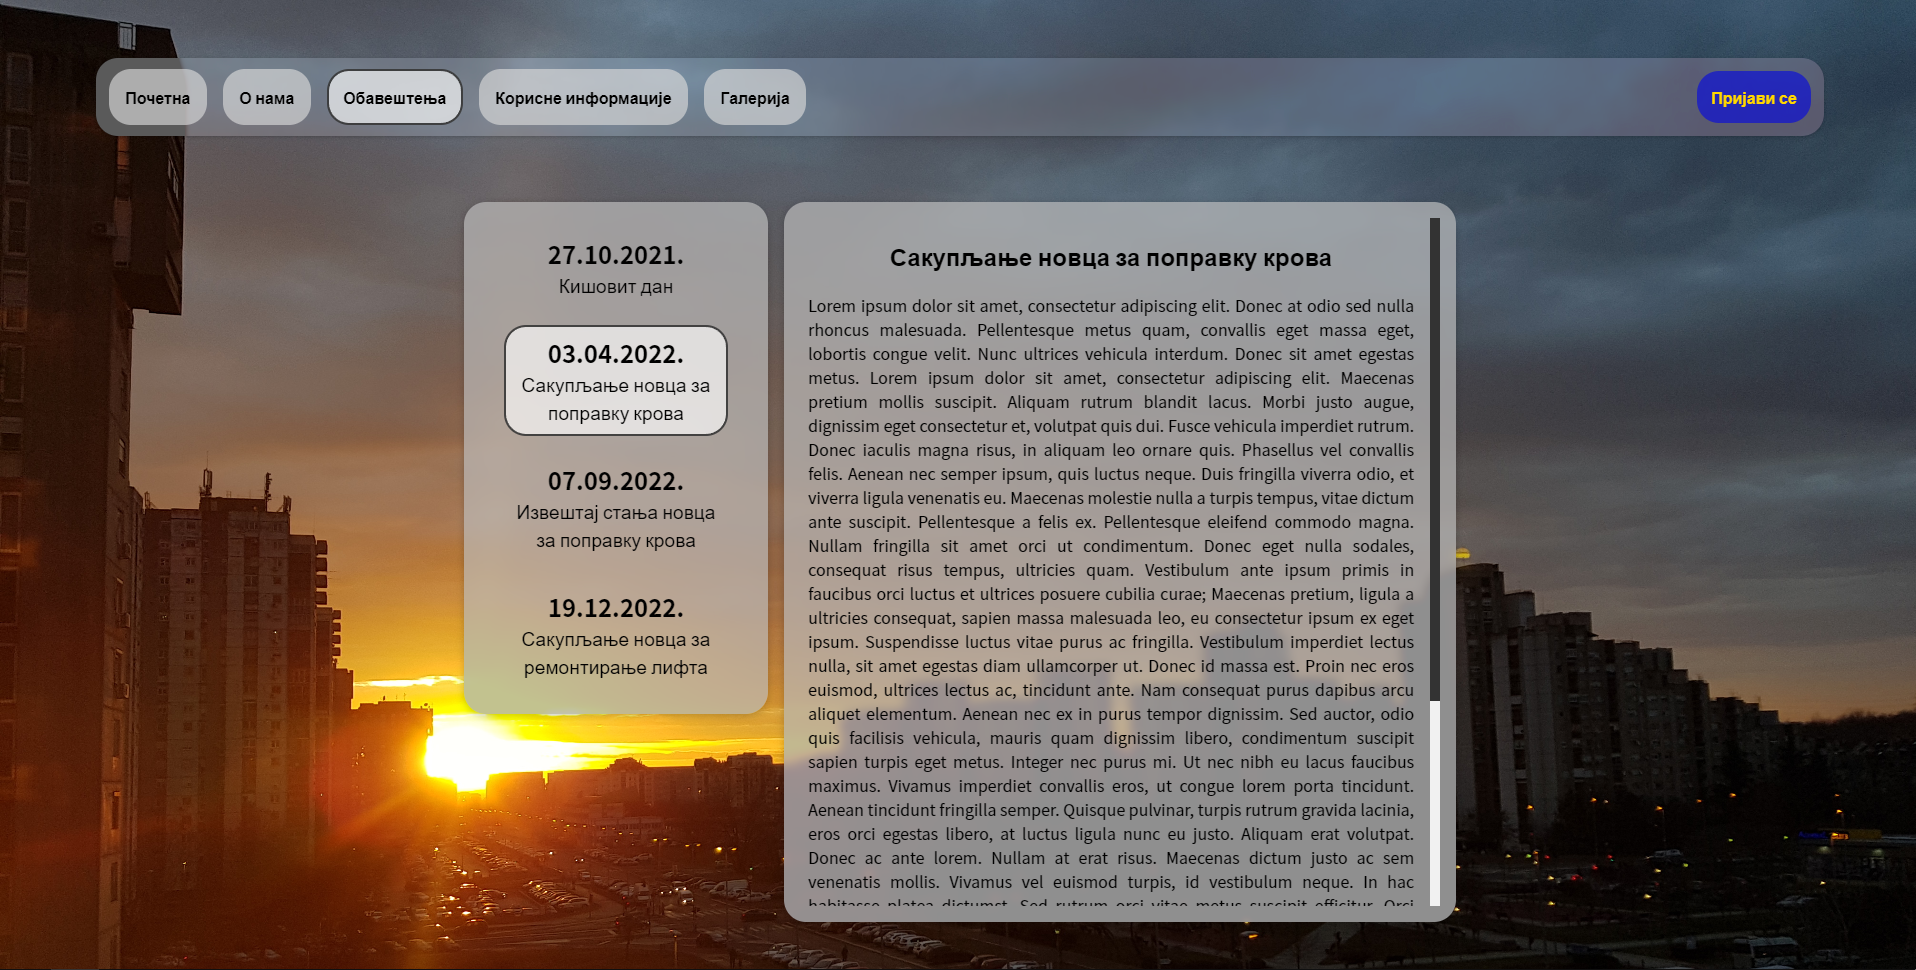 Почетна
О нама
Обавештења
Корисне информације
Галерија
Пријави се
27.10.2021.
Кишовит дан
03.04.2022.
Сакупљање новца за
поправку крова
07.09.2022.
Извештај стања новца
за поправку крова
19.12.2022.
Сакупљање новца за
ремонтирање лифта
Сакупљање новца за поправку крова
Lorem ipsum dolor sit amet, consectetur adipiscing elit. Donec at odio sed nulla
rhoncus malesuada. Pellentesque metus quam, convallis eget massa eget,
lobortis congue velit. Nunc ultrices vehicula interdum. Donec sit amet egestas
metus. Lorem ipsum dolor sit amet, consectetur adipiscing elit. Maecenas
pretium mollis suscipit. Aliquam rutrum blandit lacus. Morbi justo augue,
dignissim eget consectetur et, volutpat quis dui. Fusce vehicula imperdiet rutrum.
Donec iaculis magna risus, in aliquam leo ornare quis. Phasellus vel convallis
felis. Aenean nec semper ipsum, quis luctus neque. Duis fringilla viverra odio, et
viverra ligula venenatis eu. Maecenas molestie nulla a turpis tempus, vitae dictum
ante suscipit. Pellentesque a felis ex. Pellentesque eleifend commodo magna.
Nullam fringilla sit amet orci ut condimentum. Donec eget nulla sodales,
consequat risus tempus, ultricies quam. Vestibulum ante ipsum primis in
faucibus orci luctus et ultrices posuere cubilia curae; Maecenas pretium, ligula a
ultricies consequat, sapien massa malesuada leo, eu consectetur ipsum ex eget
ipsum. Suspendisse luctus vitae purus ac fringilla. Vestibulum imperdiet lectus
nulla, sit amet egestas diam ullamcorper ut. Donec id massa est. Proin nec eros
euismod, ultrices lectus ac, tincidunt ante. Nam consequat purus dapibus arcu
aliquet elementum. Aenean nec ex in purus tempor dignissim. Sed auctor, odio
quis facilisis vehicula, mauris quam dignissim libero, condimentum suscipit
sapien turpis eget metus. Integer nec purus mi. Ut nec nibh eu lacus faucibus
maximus. Vivamus imperdiet convallis eros, ut congue lorem porta tincidunt.
Aenean tincidunt fringilla semper. Quisque pulvinar, turpis rutrum gravida lacinia,
eros orci egestas libero, at luctus ligula nunc eu justo. Aliquam erat volutpat.
Donec ac ante lorem. Nullam at erat risus. Maecenas dictum justo ac sem
venenatis mollis. Vivamus vel euismod turpis, id vestibulum neque. In hac
habitasse platea dictumst. Sed rutrum orci vitae metus suscipit efficitur. Orci